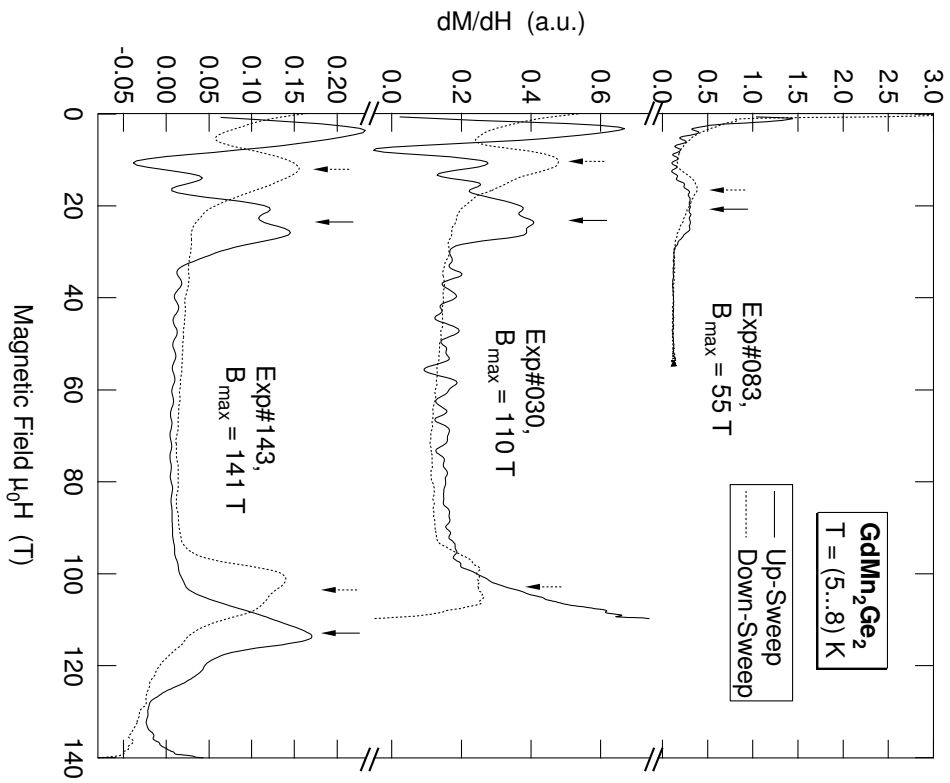 dM/dH (a.u.)
-0.05
0.00
0.05
0.10
0.15
0.20
0.0
0.2
0.4
0.6
0.0
0.5
1.0
1.5
2.0
2.5
3.0
0
20
40
60
80
100
120
140
Magnetic Field μ0H (T)
Exp#083,
Bmax = 55 T
Exp#030,
Bmax = 110 T
Exp#143,
Bmax = 141 T
GdMn2Ge2
T = (5...8) K
Up-Sweep
Down-Sweep